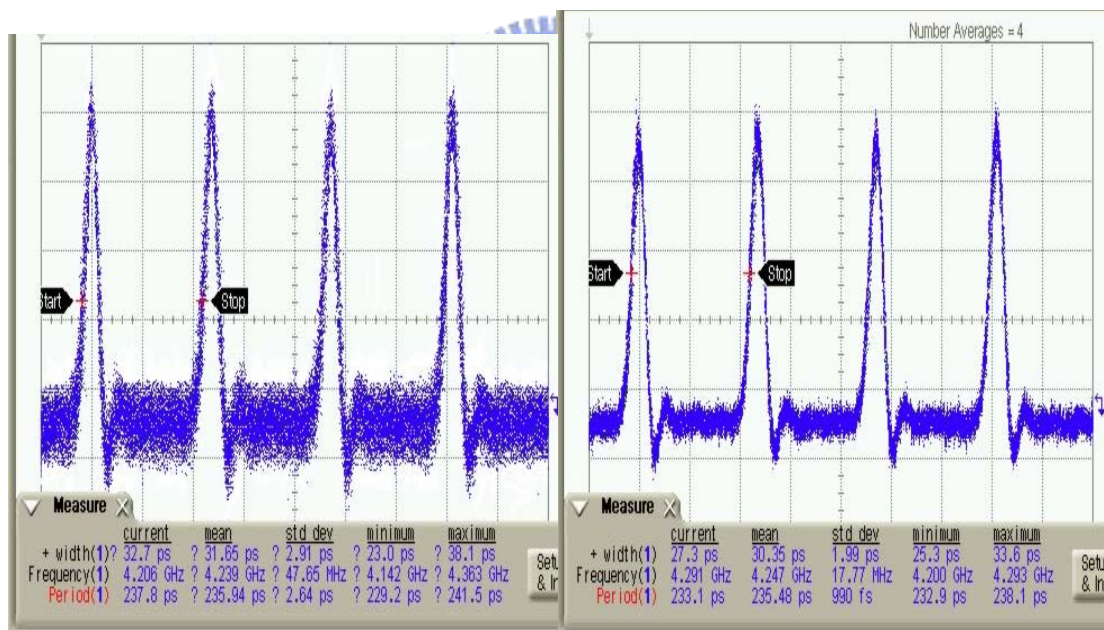 Start
Stop
Measure X
current mean std dev minimum maximum
+ width(1)? 32.7 ps ? 31.65 ps ? 2.91 ps ? 23.0 ps ? 38.1 ps
Frequency(1) 4.206 GHz ? 4.239 GHz ? 47.65 MHz ? 4.142 GHz ? 4.363 GHz
Period(1) ? 237.8 ps ? 235.94 ps ? 2.64 ps ? 229.2 ps ? 241.5 ps
Setu
& In
Number Averages = 4
Start
Stop
Measure X
current mean std dev minimum maximum
+ width(1) 27.3 ps 30.35 ps 1.99 ps 25.3 ps 33.6 ps
Frequency(1) 4.291 GHz 4.247 GHz 17.77 MHz 4.200 GHz 4.293 GHz
Period(1) 233.1 ps 235.48 ps 990 fs 232.9 ps 238.1 ps
Setu
& In